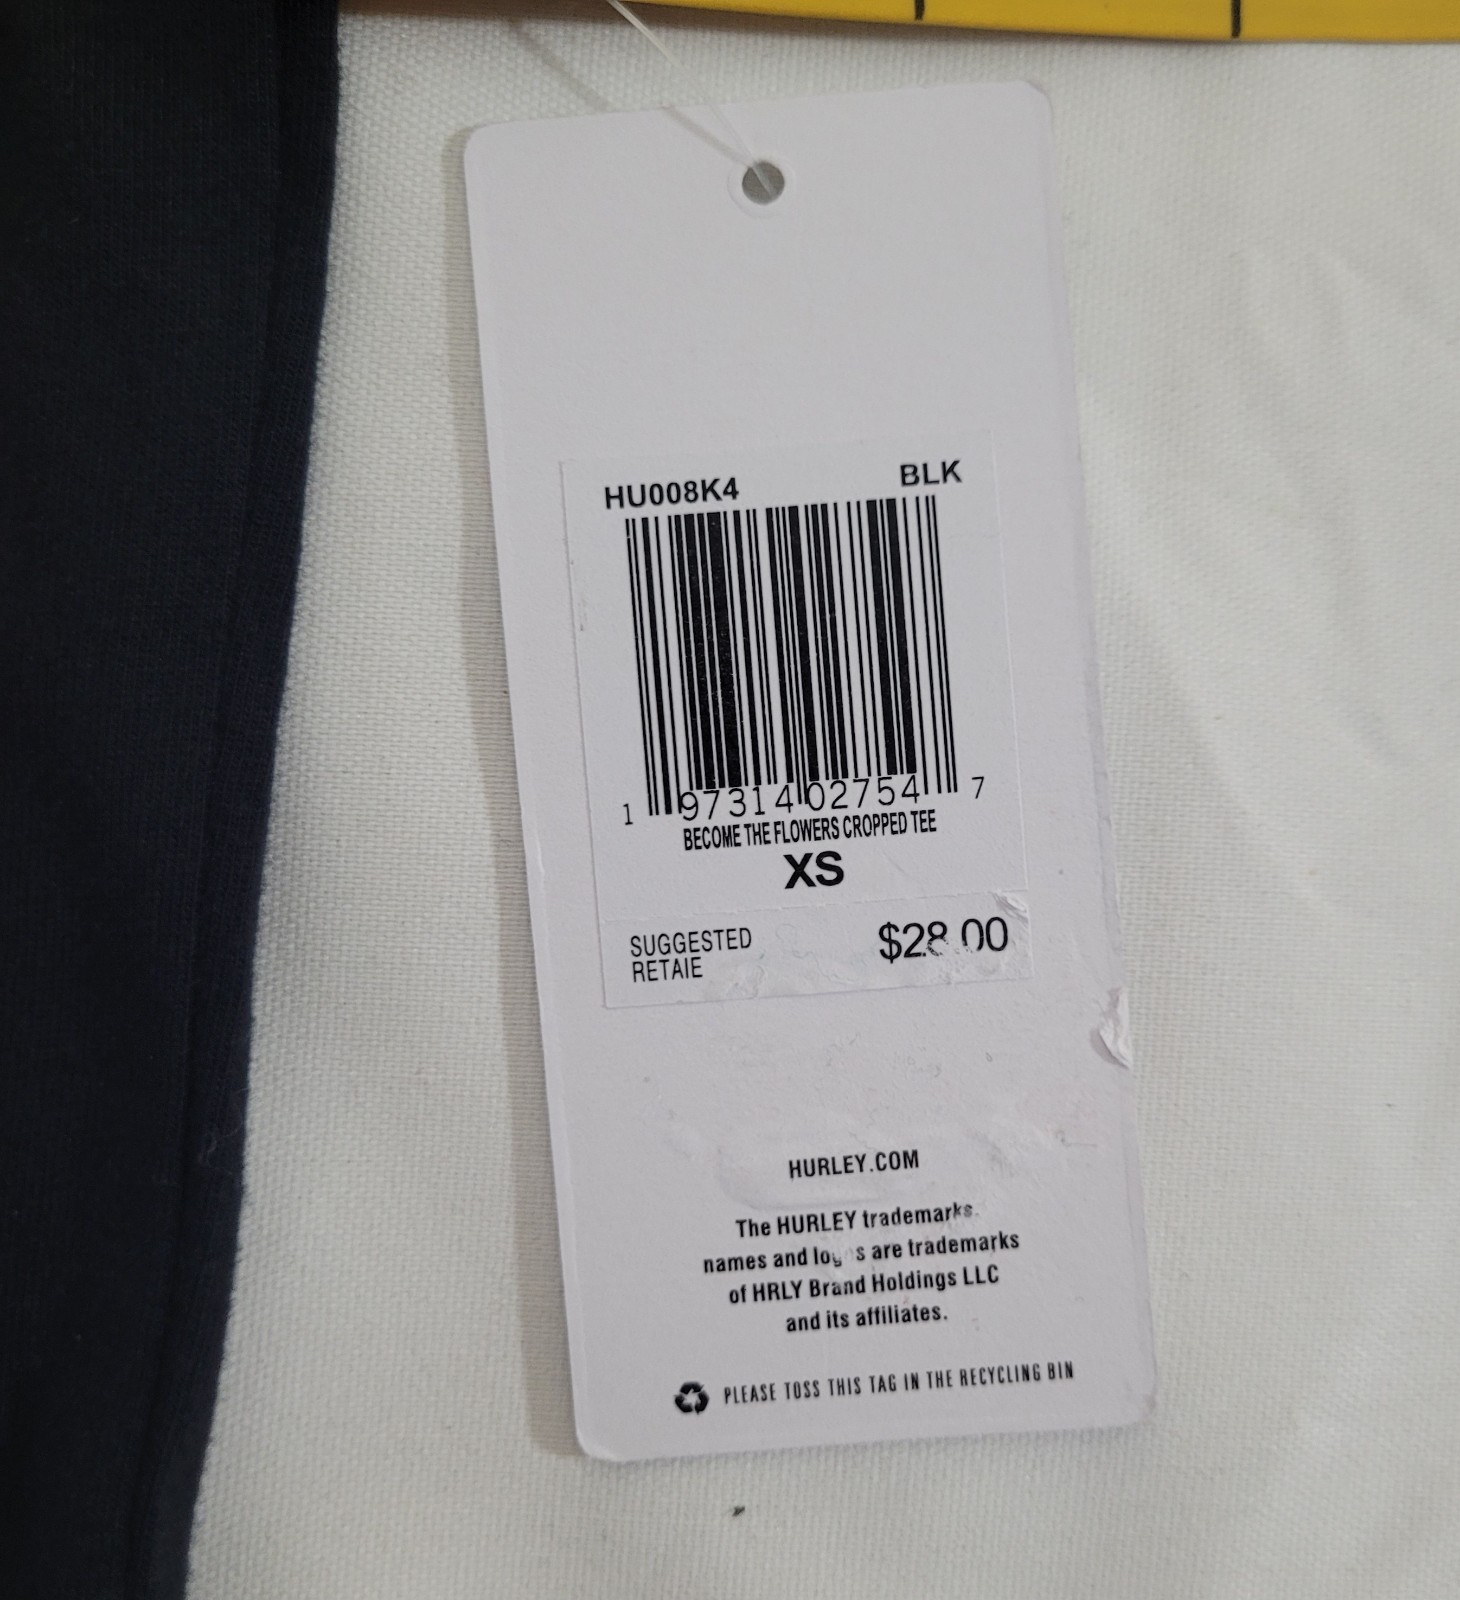 HU008K4 BLK
1 97314 02754 7
BECOME THE FLOWERS CROPPED TEE
XS
SUGGESTED $28.00
RETAIE
HURLEY.COM
The HURLEY trademarks,
names and logos are trademarks
of HRLY Brand Holdings LLC
and its affiliates.
PLEASE TOSS THIS TAG IN THE RECYCLING BIN